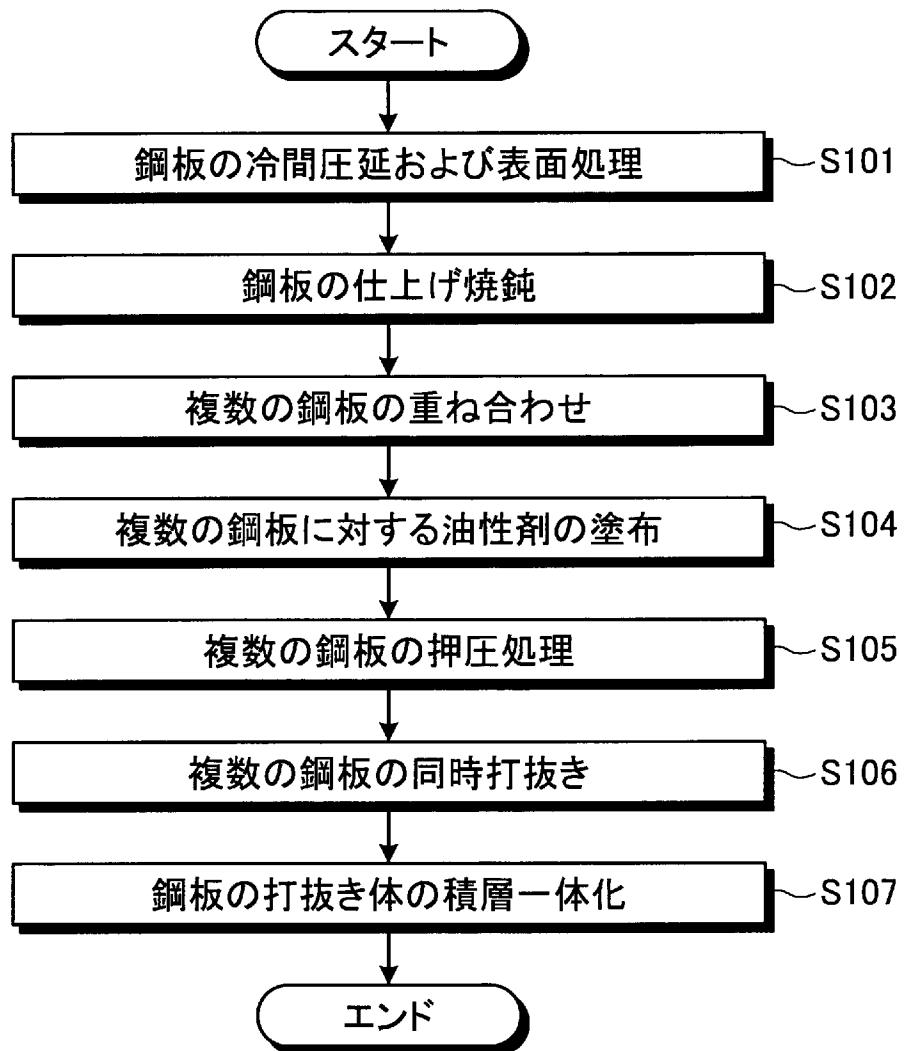 スタート
鋼板の冷間圧延および表面処理 S101
鋼板の仕上げ焼鈍 S102
複数の鋼板の重ね合わせ S103
複数の鋼板に対する油性剤の塗布 S104
複数の鋼板の押圧処理 S105
複数の鋼板の同時打抜き S106
鋼板の打抜き体の積層一体化 S107
エンド